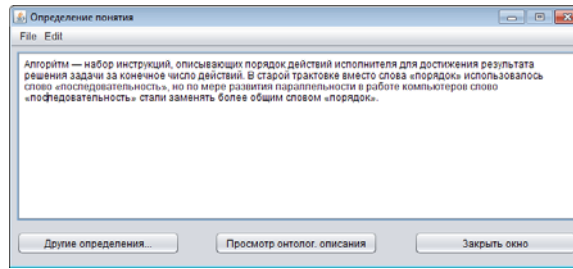 Определение понятия
File Edit
Алгоритм — набор инструкций, описывающих порядок действий исполнителя для достижения результата
решения задачи за конечное число действий. В старой трактовке вместо слова «порядок» использовалось
слово «последовательность», но по мере развития параллельности в работе компьютеров слово
«последовательность» стали заменять более общим словом «порядок».
Другие определения... Просмотр онтолог. описания Закрыть окно